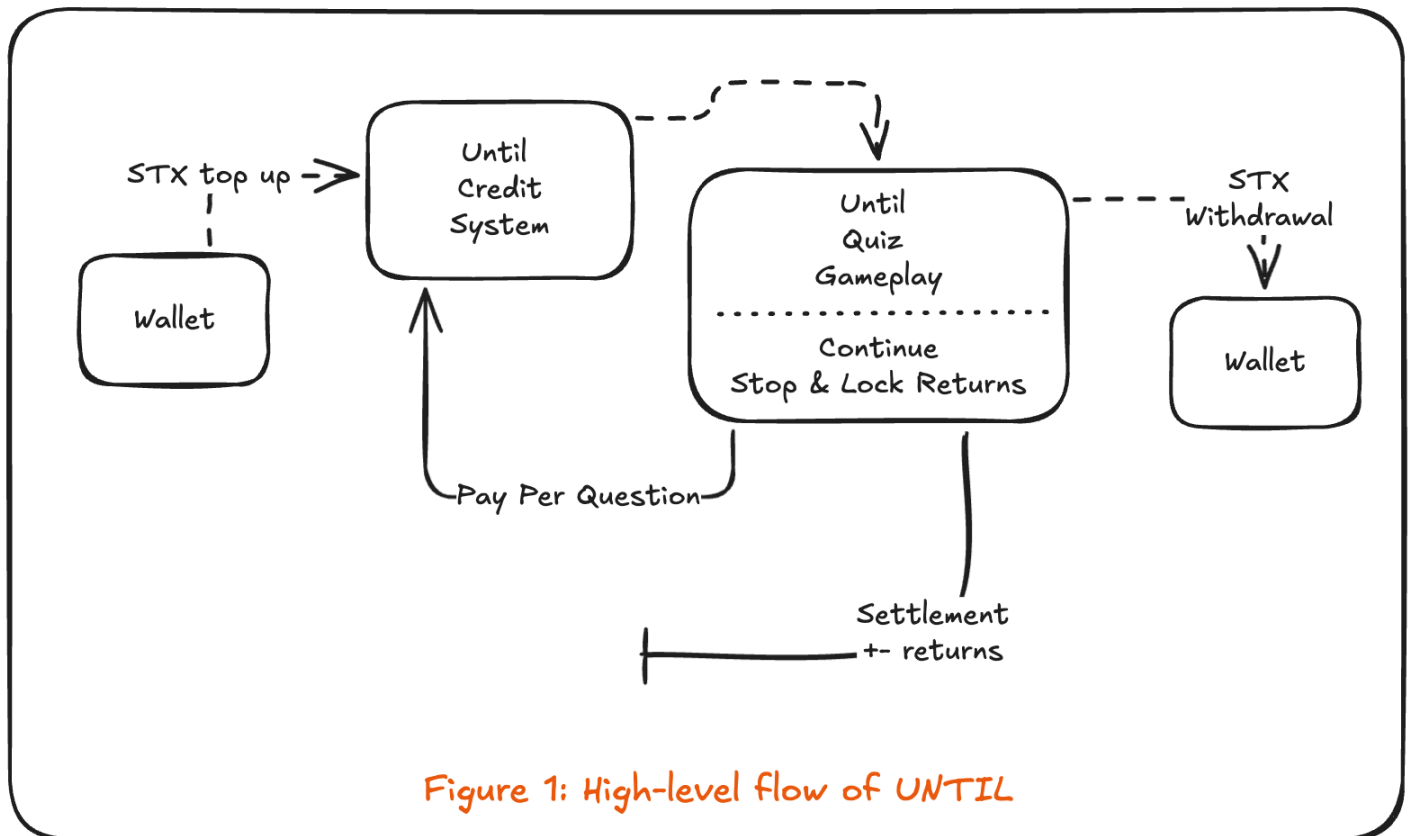 STX top up
Until
Credit
System
Wallet
Until
Quiz
Gameplay
Continue
Stop & Lock Returns
STX
Withdrawal
Wallet
Pay Per Question
Settlement
+- returns
Figure 1: High-level flow of UNTIL